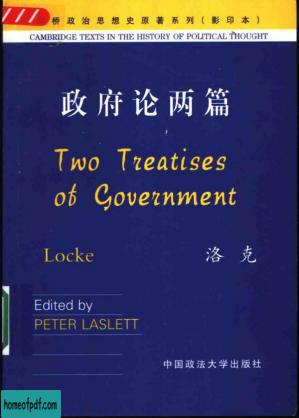 桥政治思想史原著系列(影印本)
CAMBRIDGE TEXTS IN THE HISTORY OF POLITICAL THOUGHT
政府论两篇
Two Treatises
of Government
Locke 洛克
Edited by
PETER LASLETT
中国政法大学出版社
homeofpdf.com